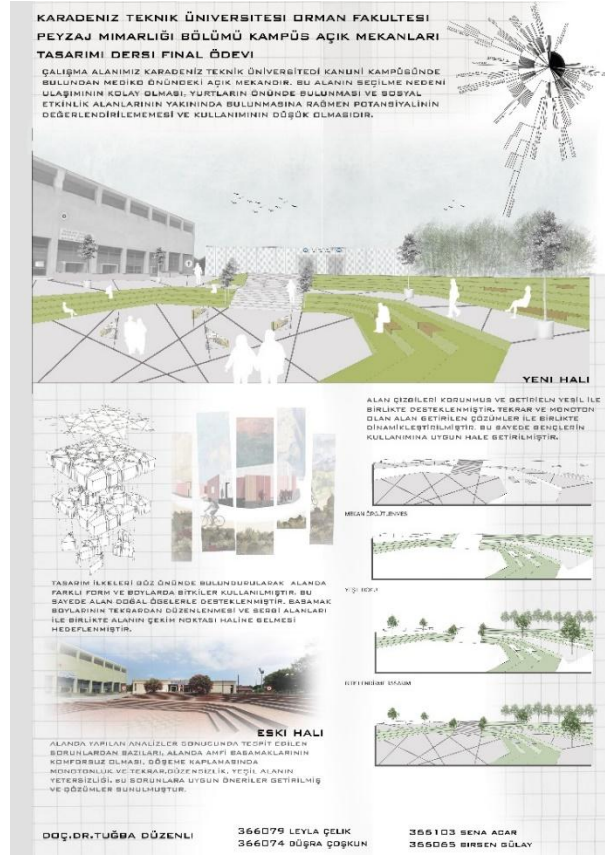 KARADENİZ TEKNİK ÜNİVERSİTESİ ORMAN FAKULTESİ
PEYZAJ MIMARLIĞI BÖLÜMÜ KAMPÜS AÇIK MEKANLARI
TASARIMI DERSİ FINAL ÖDEVİ
ÇALIŞMA ALANIMIZ KARADENİZ TEKNİK ÜNİVERSİTEDİ KANUNİ KAMPÜSÜNDE
BULUNDAN MEDİKO ÖNÜNDEKİ AÇIK MEKANDIR. BU ALANIN SEÇİLME NEDENİ
ULAŞIMININ KOLAY OLMASI, YURTLARIN ÖNÜNDE BULUNMASI VE SOSYAL
ETKİNLİK ALANLARININ YAKININDA BULUNMASINA RAĞMEN POTANSİYALİNİN
DEĞERLENDİRİLEMEMESİ VE KULLANIMININ DÜŞÜK OLMASIDIR.
YENİ HALI
ALAN ÇİZGİLERİ KORUNMUŞ VE GETİRİELN YEŞİL İLE
BİRLİKTE DESTEKLENMİŞTİR. TEKRAR VE MONOTON
OLAN ALAN GETİRİLEN ÇÖZÜMLER İLE BİRLİKTE
DİNAMİKLEŞTİRİLMİŞTİR. BU SAYEDE GENÇLERİN
KULLANIMINA UYGUN HALE GETİRİLMİŞTİR.
TASARIM İLKELERİ GÖZ ÖNÜNDE BULUNDURULARAK ALANDA
FARKLI FORM VE BOYLARDA BİTKİLER KULLANILMIŞTIR. BU
SAYEDE ALAN DOĞAL ÖGELERLE DESTEKLENMİŞTİR. BASAMAK
BOYLARININ TEKRARDAN DÜZENLENMESİ VE SERGİ ALANLARI
İLE BİRLİKTE ALANIN ÇEKİM NOKTASI HALİNE GELMESİ
HEDEFLENMİŞTİR.
ESKİ HALI
ALANDA YAPILAN ANALİZLER SONUCUNDA TESPİT EDİLEN
SORUNLARDAN BAZILARI, ALANDA AMFİ BASAMAKLARININ
KONFORSUZ OLMASI, DÖŞEME KAPLAMASINDA
MONOTONLUK VE TEKRAR,DÜZENSİZLİK, YEŞİL ALANIN
YETERSİZLİĞİ. BU SORUNLARA UYGUN ÖNERİLER GETİRİLMİŞ
VE ÇÖZÜMLER SUNULMUŞTUR.
DOÇ.DR.TUĞBA DÜZENLİ
366079 LEYLA ÇELİK
366103 SENA ACAR
366074 BÜŞRA ÇOŞKUN
366065 BIRSEN GÜLAY